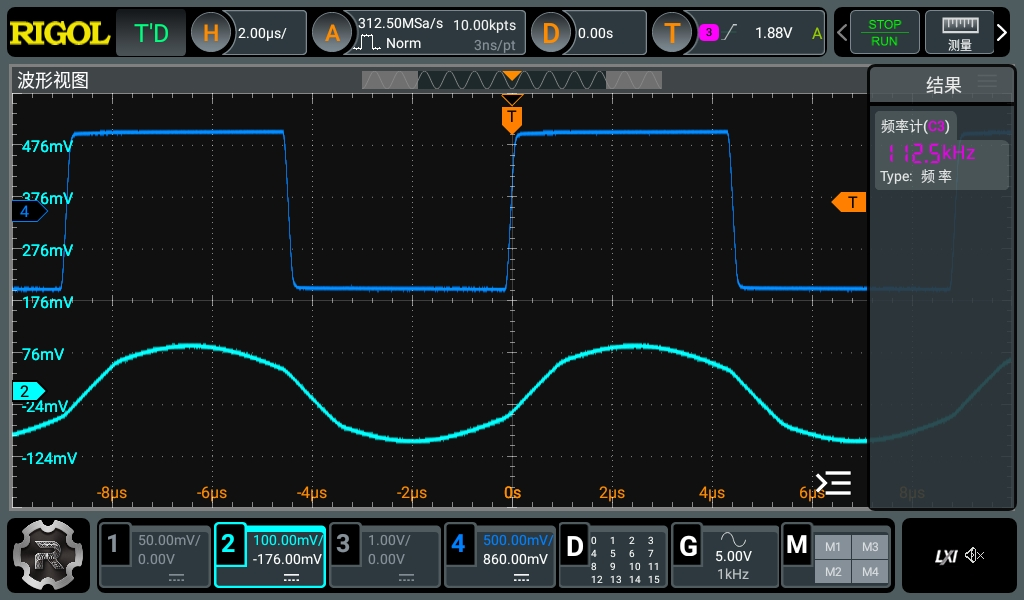 RIGOL T'D H 2.00μs/ A 312.50MSa/s 10.00kpts D 0.00s T 3 1.88V A STOP
Norm 3ns/pt RUN 测量
波形视图 结果
T
476mV 频率计(C3)
112.5kHz
Type: 频 率
376mV T
4
276mV
176mV
76mV
2
-24mV
-124mV
-8μs -6μs -4μs -2μs 0s 2μs 4μs 6μs 8μs
1 50.00mV/ 2 100.00mV/ 3 1.00V/ 4 500.00mV/ D 0 1 2 3 G M M1 M3
0.00V -176.00mV 0.00V 860.00mV 4 5 6 7 5.00V
8 9 10 11 1kHz M2 M4
12 13 14 15
R LXI